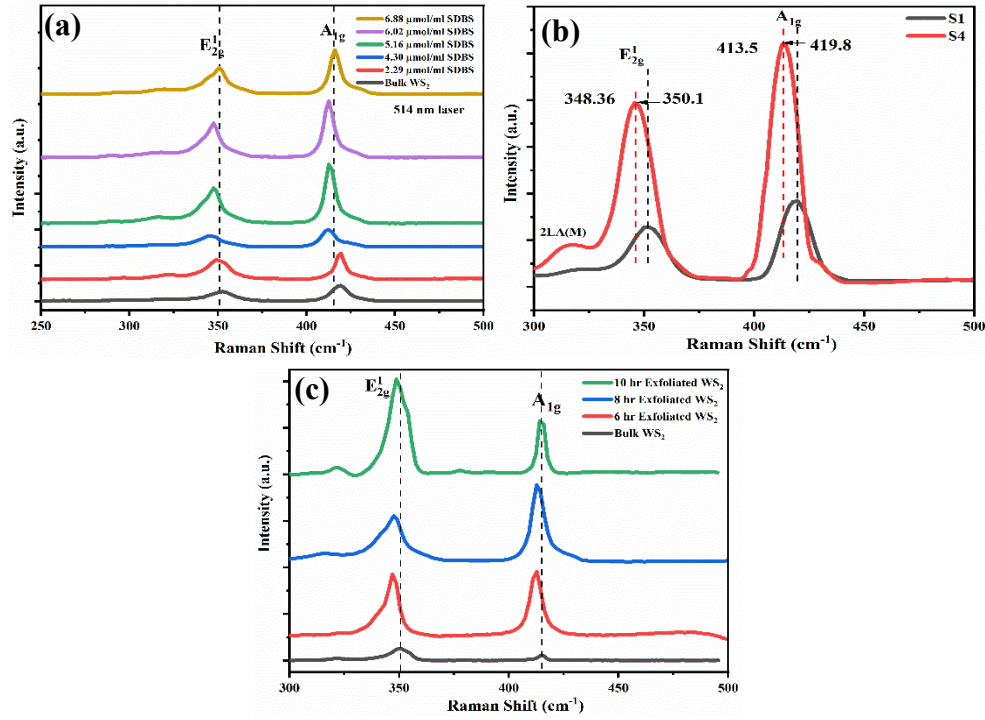 (a)
6.88 µmol/ml SDBS
6.02 µmol/ml SDBS
5.16 µmol/ml SDBS
4.30 µmol/ml SDBS
2.29 µmol/ml SDBS
Bulk WS₂
E¹₂g
A₁g
514 nm laser
Intensity (a.u.)
250 300 350 400 450 500
Raman Shift (cm⁻¹)
(b)
S1
S4
A₁g
413.5
419.8
E¹₂g
348.36
350.1
2LA(M)
Intensity (a.u.)
300 350 400 450 500
Raman Shift (cm⁻¹)
(c)
10 hr Exfoliated WS₂
8 hr Exfoliated WS₂
6 hr Exfoliated WS₂
Bulk WS₂
E¹₂g
A₁g
Intensity (a.u.)
300 350 400 450 500
Raman Shift (cm⁻¹)